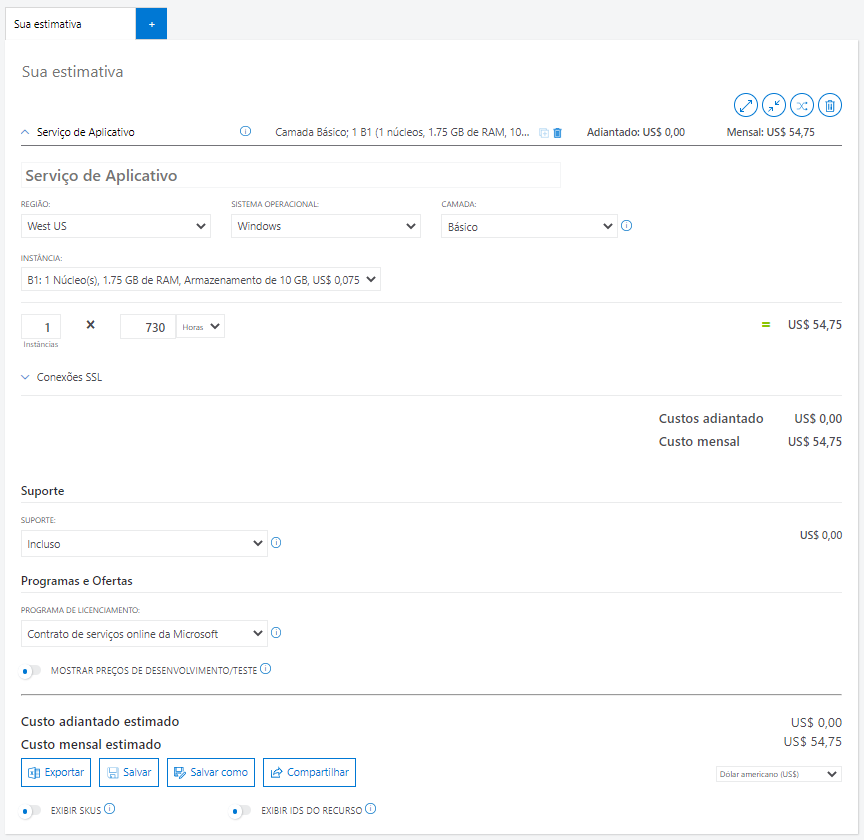 Sua estimativa
+
Sua estimativa
Serviço de Aplicativo
Camada Básico; 1 B1 (1 núcleos, 1.75 GB de RAM, 10...
Adiantado: US$ 0,00
Mensal: US$ 54,75
Serviço de Aplicativo
REGIÃO:
SISTEMA OPERACIONAL:
CAMADA:
West US
Windows
Básico
INSTÂNCIA:
B1: 1 Núcleo(s), 1.75 GB de RAM, Armazenamento de 10 GB, US$ 0,075
1
730
Horas
=
US$ 54,75
Instâncias
Conexões SSL
Custos adiantado US$ 0,00
Custo mensal US$ 54,75
Suporte
SUPORTE:
Incluso
US$ 0,00
Programas e Ofertas
PROGRAMA DE LICENCIAMENTO:
Contrato de serviços online da Microsoft
MOSTRAR PREÇOS DE DESENVOLVIMENTO/TESTE
Custo adiantado estimado US$ 0,00
Custo mensal estimado US$ 54,75
Exportar
Salvar
Salvar como
Compartilhar
Dólar americano (US$)
EXIBIR SKUS
EXIBIR IDS DO RECURSO